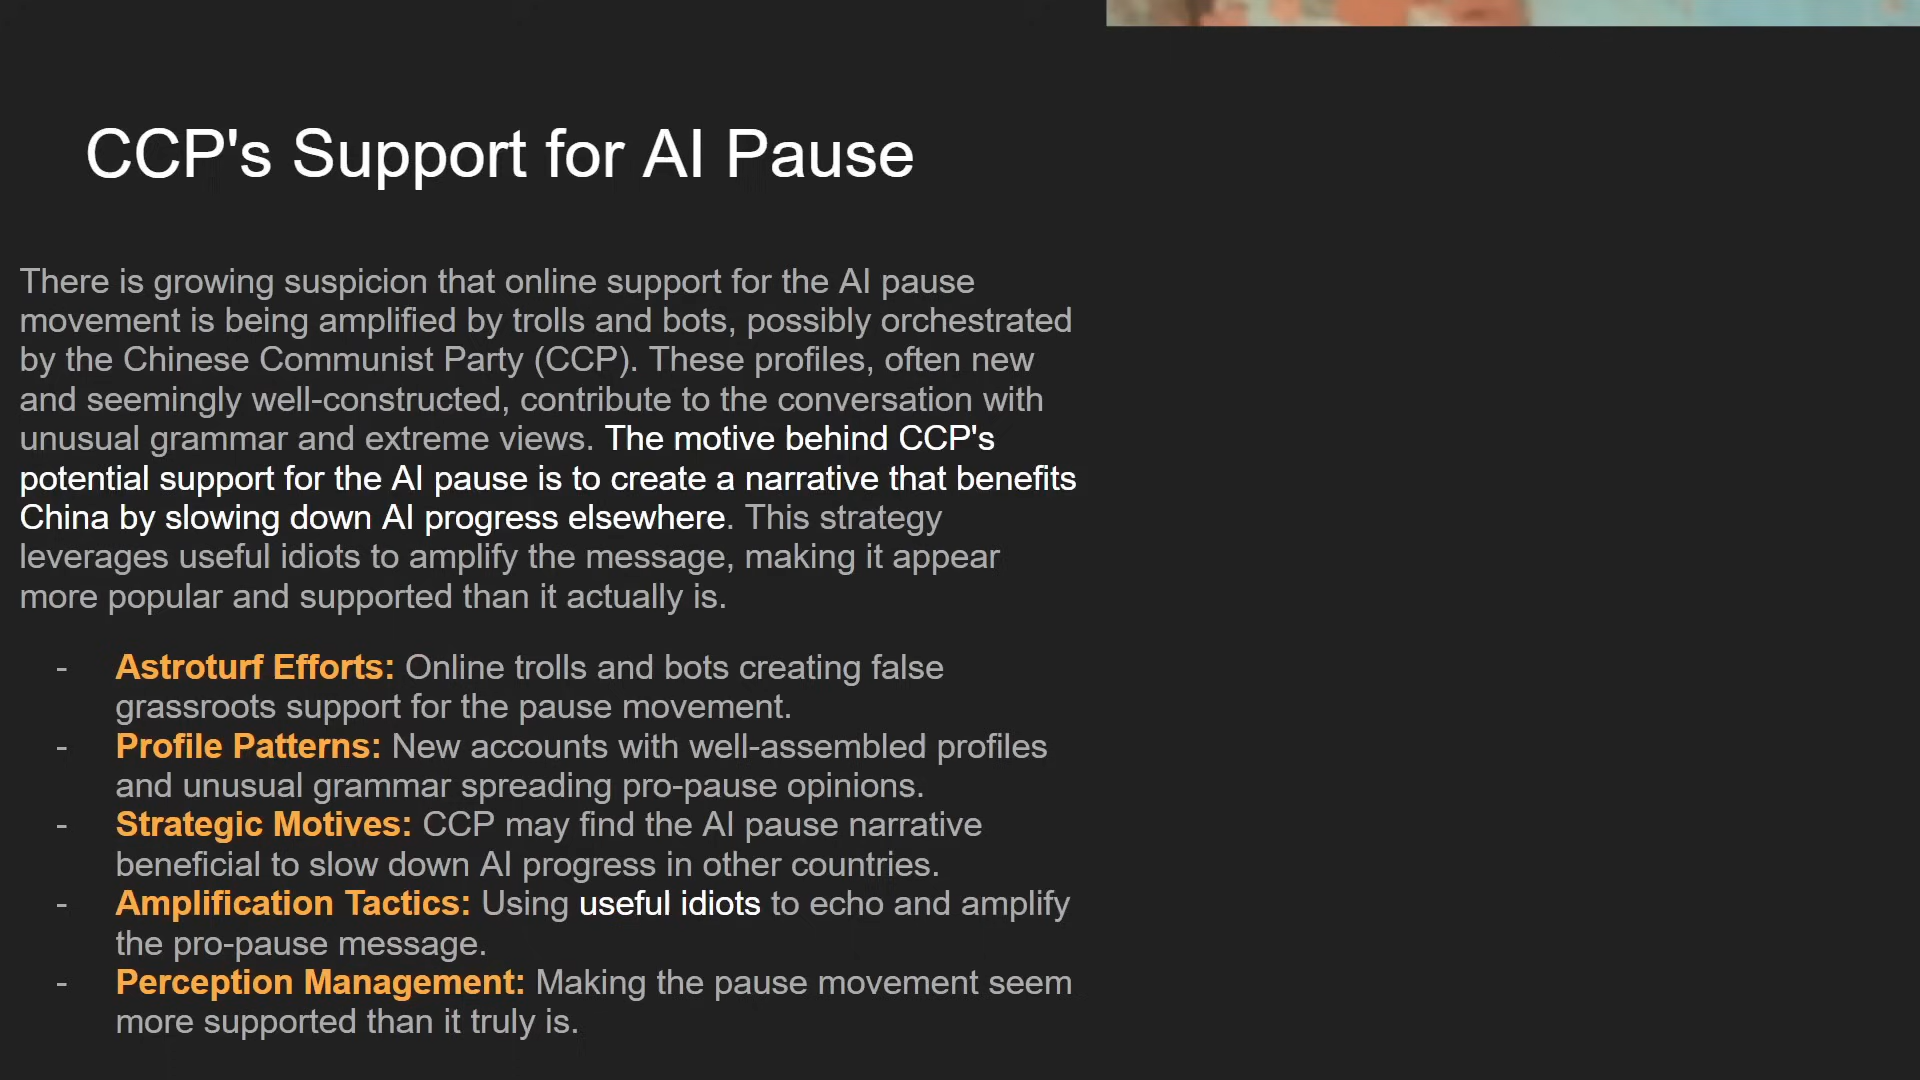 CCP's Support for AI Pause
There is growing suspicion that online support for the AI pause
movement is being amplified by trolls and bots, possibly orchestrated
by the Chinese Communist Party (CCP). These profiles, often new
and seemingly well-constructed, contribute to the conversation with
unusual grammar and extreme views. The motive behind CCP's
potential support for the AI pause is to create a narrative that benefits
China by slowing down AI progress elsewhere. This strategy
leverages useful idiots to amplify the message, making it appear
more popular and supported than it actually is.
- Astroturf Efforts: Online trolls and bots creating false
grassroots support for the pause movement.
- Profile Patterns: New accounts with well-assembled profiles
and unusual grammar spreading pro-pause opinions.
- Strategic Motives: CCP may find the AI pause narrative
beneficial to slow down AI progress in other countries.
- Amplification Tactics: Using useful idiots to echo and amplify
the pro-pause message.
- Perception Management: Making the pause movement seem
more supported than it truly is.